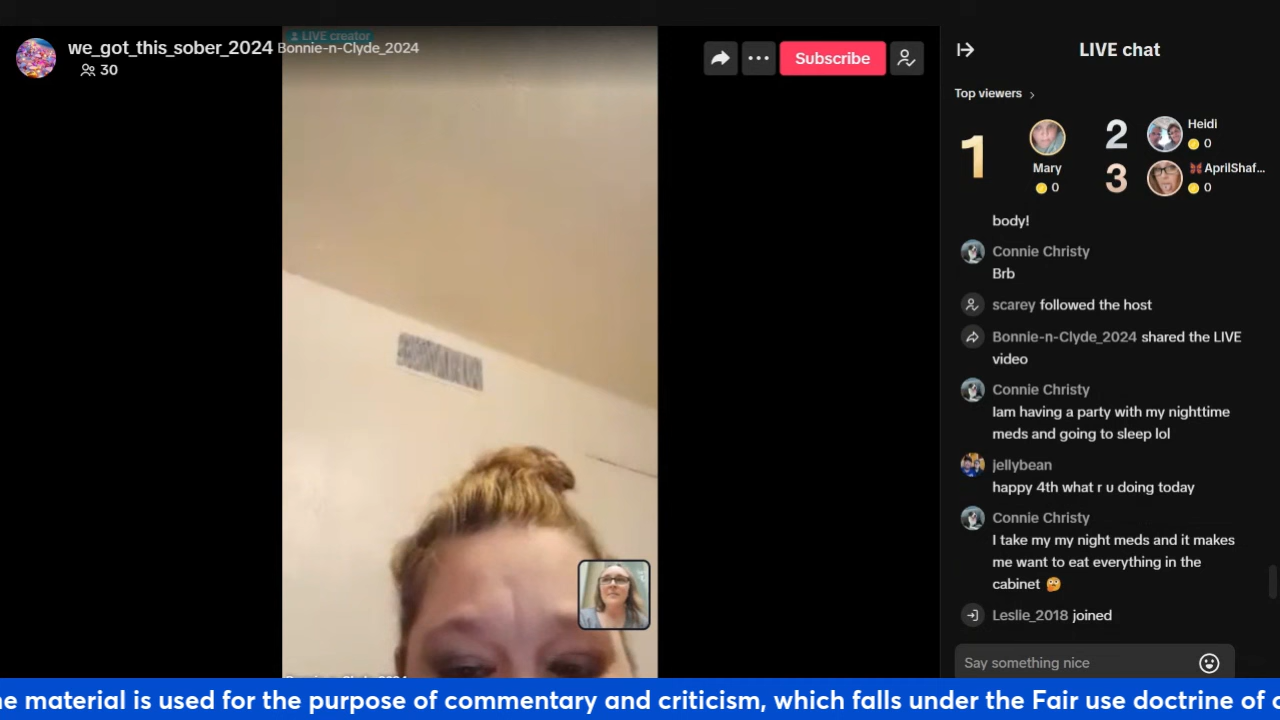 LIVE creator
we_got_this_sober_2024 Bonnie-n-Clyde_2024
30
Subscribe
LIVE chat
Top viewers >
1
Mary
0
2
Heidi
0
3
AprilShaf...
0
body!
Connie Christy
Brb
scarey followed the host
Bonnie-n-Clyde_2024 shared the LIVE
video
Connie Christy
Iam having a party with my nighttime
meds and going to sleep lol
jellybean
happy 4th what r u doing today
Connie Christy
I take my my night meds and it makes
me want to eat everything in the
cabinet 🫣
Leslie_2018 joined
Say something nice
e material is used for the purpose of commentary and criticism, which falls under the Fair use doctrine of